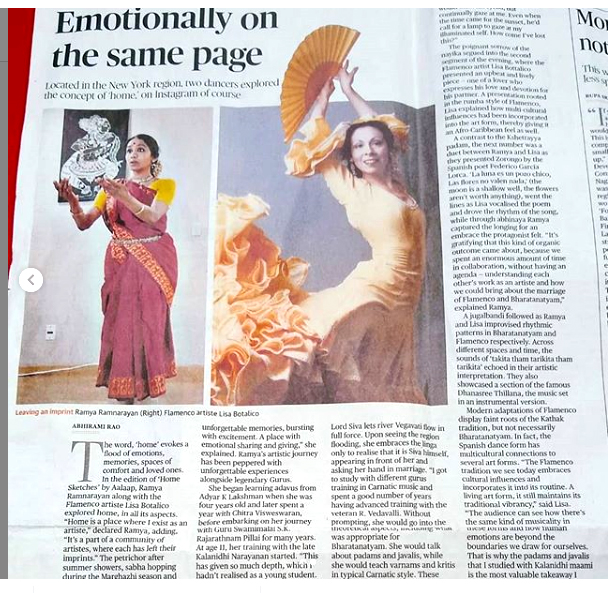 Emotionally on
the same page
Located in the New York region, two dancers explored
the concept of 'home,' on Instagram of course
Leaving an imprint Ramya Ramnarayan (Right) Flamenco artiste Lisa Botalico
ABHIRAMI RAO
The word, 'home' evokes a
flood of emotions,
memories, spaces of
comfort and loved ones.
In the edition of 'Home
Sketches' by Aalaap, Ramya
Ramnarayan along with the
Flamenco artiste Lisa Botalico
explored home, in all its aspects.
"Home is a place where I exist as an
artiste," declared Ramya, adding,
"It's a part of a community of
artistes, where each has left their
imprints." The petrichor after
summer showers, sabha hopping
during the Marghazhi season and
unforgettable memories, bursting
with excitement. A place with
emotional sharing and giving," she
explained. Ramya's artistic journey
has been peppered with
unforgettable experiences
alongside legendary Gurus.
She began learning adavus from
Adyar K Lakshman when she was
four years old and later spent a
year with Chitra Visweswaran,
before embarking on her journey
with Guru Swamimalai S.K.
Rajarathnam Pillai for many years.
At age 11, her training with the late
Kalanidhi Narayanan started. "This
has given so much depth, which I
hadn't realised as a young student.
Lord Siva lets river Vegavati flow in
full force. Upon seeing the region
flooding, she embraces the linga
only to realise that it is Siva himself,
appearing in front of her and
asking her hand in marriage. "I got
to study with different gurus
training in Carnatic music and
spent a good number of years
having advanced training with the
veteran R. Vedavalli. Without
prompting, she would go into the
theoretical aspects,
was appropriate for
Bharatanatyam. She would talk
about padams and javalis, while
she would teach varnams and kritis
in typical Carnatic style. These
continually gaze at. Even when
the time came for the sunset, he'd
call for a lamp to gaze at my
illuminated self. How come I've lost
this?"
The poignant sorrow of the
nayika segued into the second
segment of the evening, where the
Flamenco artist Lisa Botalico
presented an upbeat and lively
piece – one of a lover who
expresses his love and devotion for
his partner. A presentation rooted
in the rumba style of Flamenco,
Lisa explained how multi-cultural
influences had been incorporated
into the art form, thereby giving it
an Afro-Caribbean feel as well.
A contrast to the Kshetrayya
padam, the next number was a
duet between Ramya and Lisa as
they presented Zorongo by the
Spanish poet Federico Garcia
Lorca. 'La luna es un pozo chico,
Las flores no valen nada,' (the
moon is a shallow well, the flowers
aren't worth anything), went the
lines as Lisa vocalised the poem
and drove the rhythm of the song,
while through abhinaya Ramya
captured the longing for an
embrace the protagonist felt. "It's
gratifying that this kind of organic
outcome came about, because we
spent an enormous amount of time
in collaboration, without having an
agenda – understanding each
other's work as an artiste and how
we could bring about the marriage
of Flamenco and Bharatanatyam,"
explained Ramya.
A jugalbandi followed as Ramya
and Lisa improvised rhythmic
patterns in Bharatanatyam and
Flamenco respectively. Across
different spaces and time, the
sounds of 'takita tham tarikita tham
tarikita' echoed in their artistic
interpretation. They also
showcased a section of the famous
Dhanasree Thillana, the music set
in an instrumental version.
Modern adaptations of Flamenco
display faint roots of the Kathak
tradition, but not necessarily
Bharatanatyam. In fact, the
Spanish dance form has
multicultural connections to
several art forms. "The Flamenco
tradition we see today embraces
cultural influences and
incorporates it into its routine. A
living art form, it still maintains its
traditional vibrancy," said Lisa.
"The audience can see how there's
the same kind of musicality in
these forms and how human
emotions are beyond the
boundaries we draw for ourselves.
That is why the padams and javalis
that I studied with Kalanidhi maami
is the most valuable takeaway I